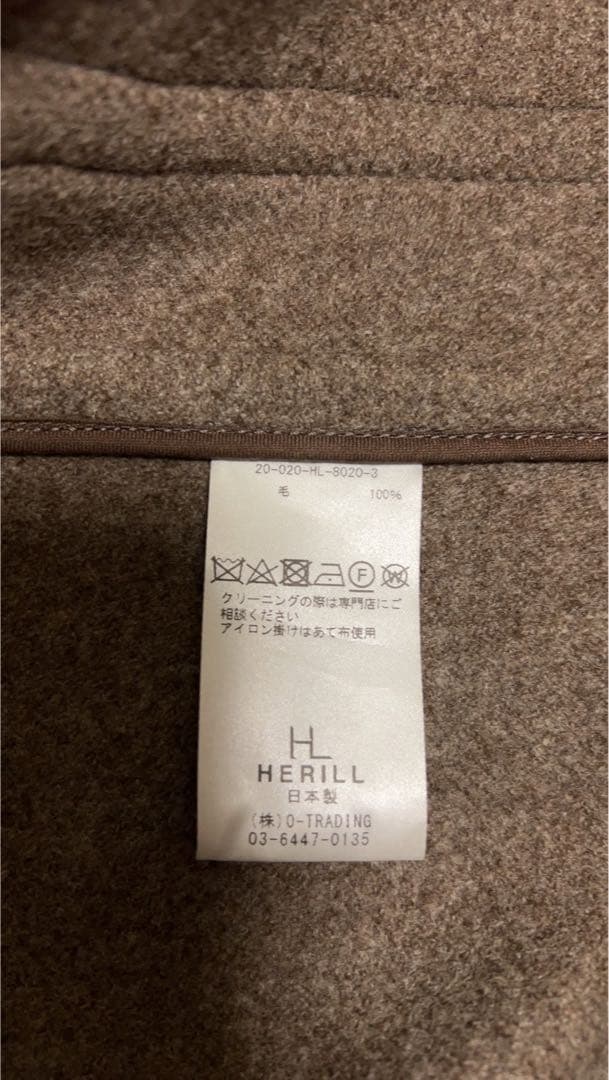 20-020-HL-8020-3
毛 100%
F W
クリーニングの際は専門店にご
相談ください
アイロン掛けはあて布使用
HL
HERILL
日本製
(株)O-TRADING
03-6447-0135